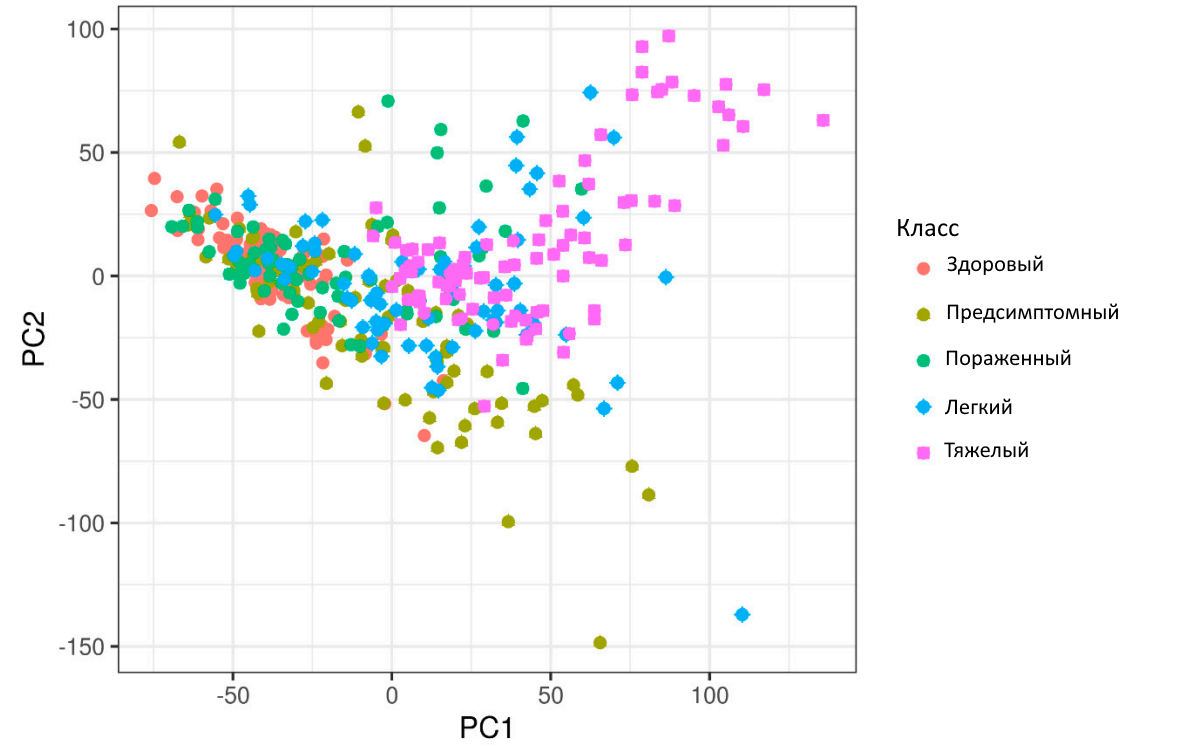 100
50
0
-50
-100
-150
PC2
-50 0 50 100
PC1
Класс
Здоровый
Предсимптомный
Пораженный
Легкий
Тяжелый